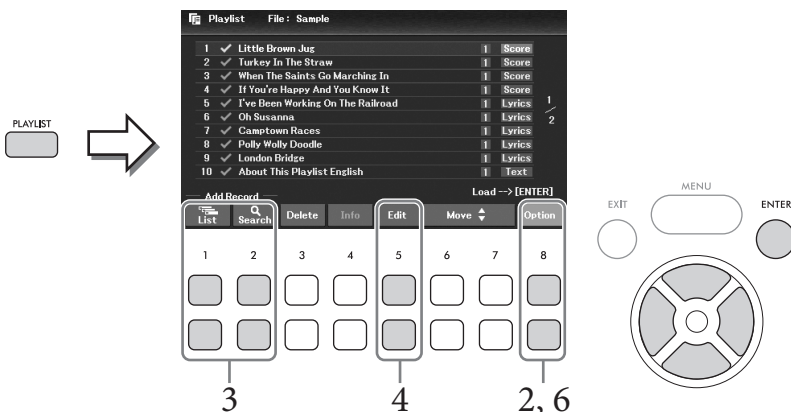 Playlist File: Sample
1 Little Brown Jug 1 Score
2 Turkey In The Straw 1 Score
3 When The Saints Go Marching In 1 Score
4 If You're Happy And You Know It 1 Score
5 I've Been Working On The Railroad 1 Lyrics
6 Oh Susanna 1 Lyrics
7 Camptown Races 1 Lyrics
8 Polly Wolly Doodle 1 Lyrics
9 London Bridge 1 Lyrics
10 About This Playlist English 1 Text
1/2
Add Record Load --> [ENTER]
List Search Delete Info Edit Move Option
1 2 3 4 5 6 7 8
3 4 2, 6
PLAYLIST
EXIT MENU ENTER